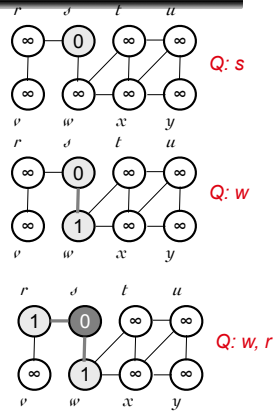 r s t u
∞ 0 ∞ ∞
Q: s
∞ ∞ ∞ ∞
v w x y
r s t u
∞ 0 ∞ ∞
Q: w
∞ 1 ∞ ∞
v w x y
r s t u
1 0 ∞ ∞
Q: w, r
∞ 1 ∞ ∞
v w x y